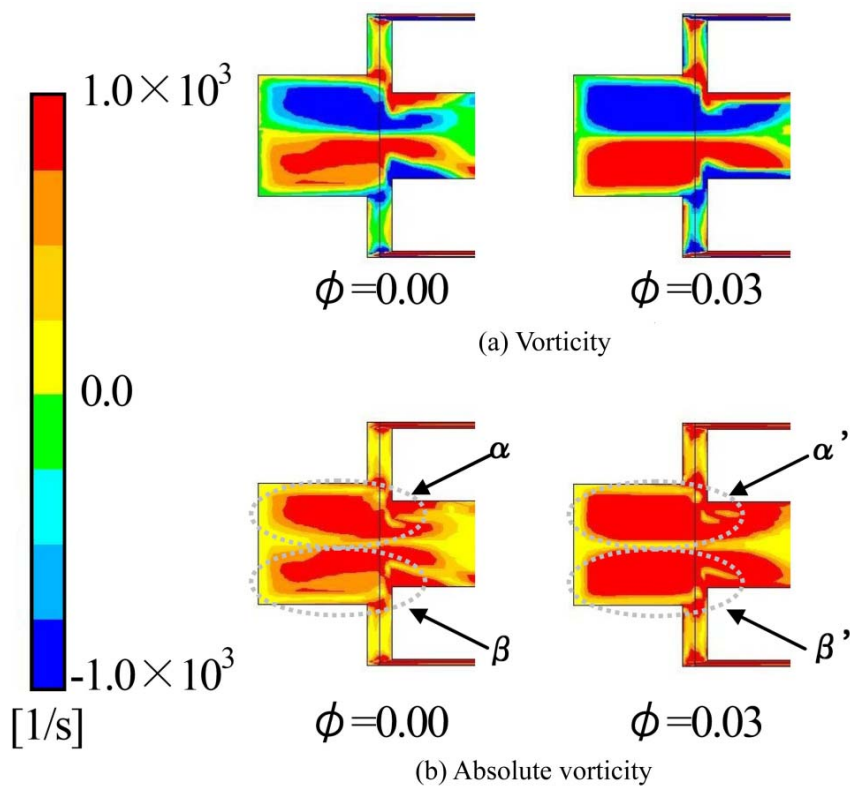 1.0×10³
0.0
-1.0×10³
[1/s]
ϕ=0.00
ϕ=0.03
(a) Vorticity
α
α’
β
β’
ϕ=0.00
ϕ=0.03
(b) Absolute vorticity